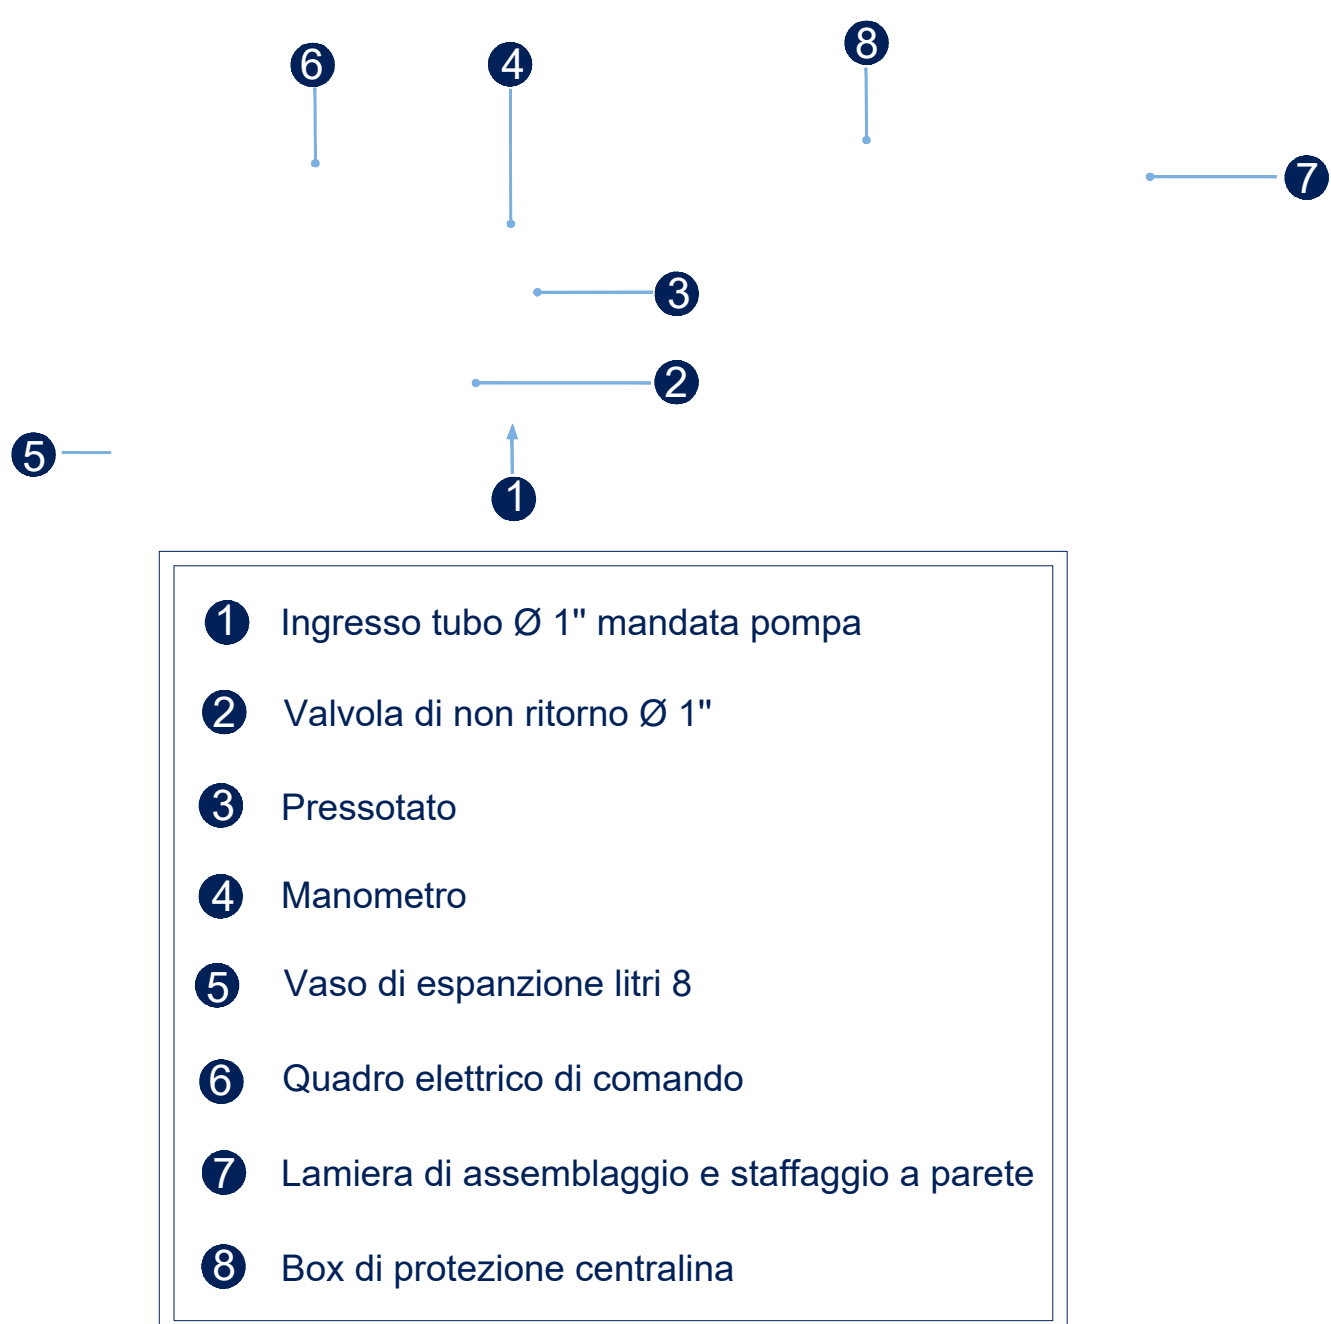 6
4
8
7
3
2
5
1
1 Ingresso tubo Ø 1" mandata pompa
2 Valvola di non ritorno Ø 1"
3 Pressotato
4 Manometro
5 Vaso di espanzione litri 8
6 Quadro elettrico di comando
7 Lamiera di assemblaggio e staffaggio a parete
8 Box di protezione centralina